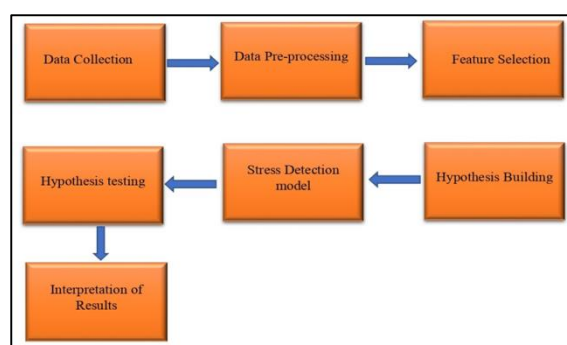 Data Collection
Data Pre-processing
Feature Selection
Hypothesis testing
Stress Detection
model
Hypothesis Building
Interpretation of
Results